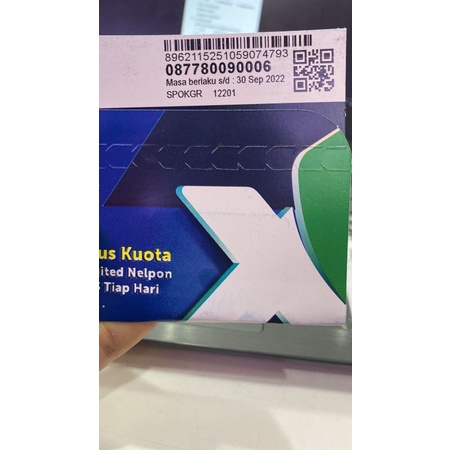 8962115251059074793
087780090006
Masa berlaku s/d : 30 Sep 2022
SPOKGR 12201
us Kuota
ited Nelpon
Tiap Hari